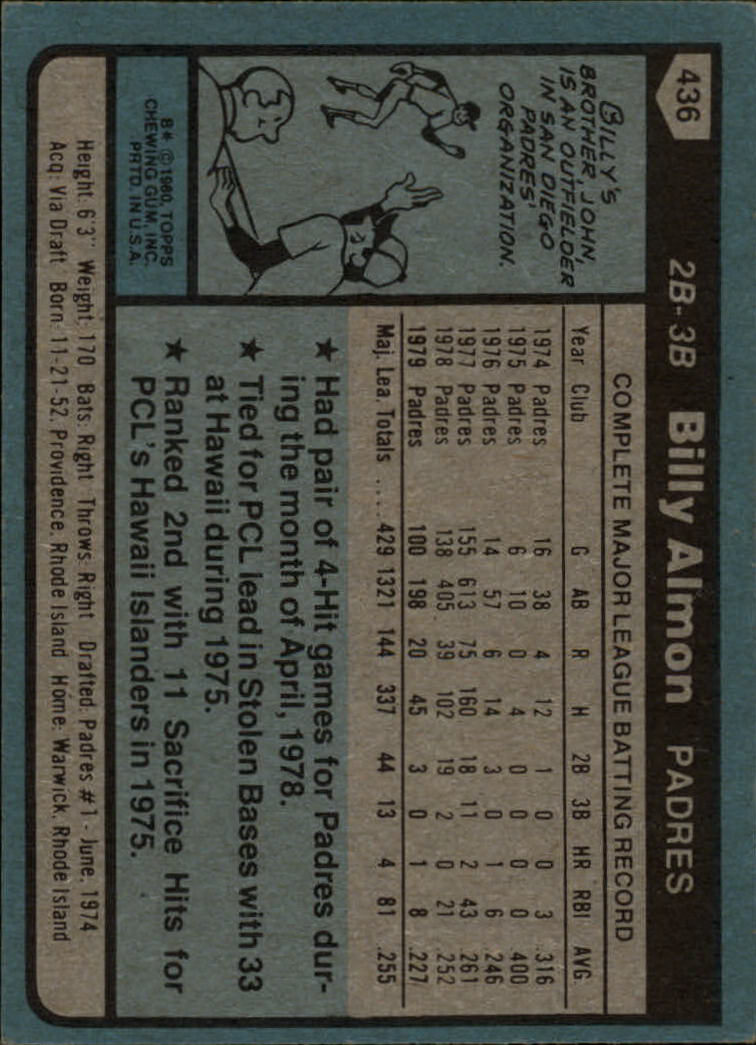 436
2B-3B Billy Almon PADRES
BILLY'S
BROTHER, JOHN,
IS AN OUTFIELDER
IN SAN DIEGO
PADRES'
ORGANIZATION.
COMPLETE MAJOR LEAGUE BATTING RECORD
Year Club G AB R H 2B 3B HR RBI AVG.
1974 Padres 16 38 4 12 1 0 0 3 .316
1975 Padres 6 10 0 4 0 0 0 0 .400
1976 Padres 14 57 6 14 3 0 1 6 .246
1977 Padres 155 613 75 160 18 11 2 43 .261
1978 Padres 138 405 39 102 19 2 0 21 .252
1979 Padres 100 198 20 45 3 0 1 8 .227
Maj. Lea. Totals .... 429 1321 144 337 44 13 4 81 .255
★ Had pair of 4-Hit games for Padres dur-
ing the month of April, 1978.
★ Tied for PCL lead in Stolen Bases with 33
at Hawaii during 1975.
★ Ranked 2nd with 11 Sacrifice Hits for
PCL's Hawaii Islanders in 1975.
B* © 1980, TOPPS
CHEWING GUM, INC.
PRTD. IN U.S.A.
Height: 6'3" Weight: 170 Bats: Right Throws: Right Drafted: Padres #1-June, 1974
Acq: Via Draft Born: 11-21-52, Providence, Rhode Island Home: Warwick, Rhode Island